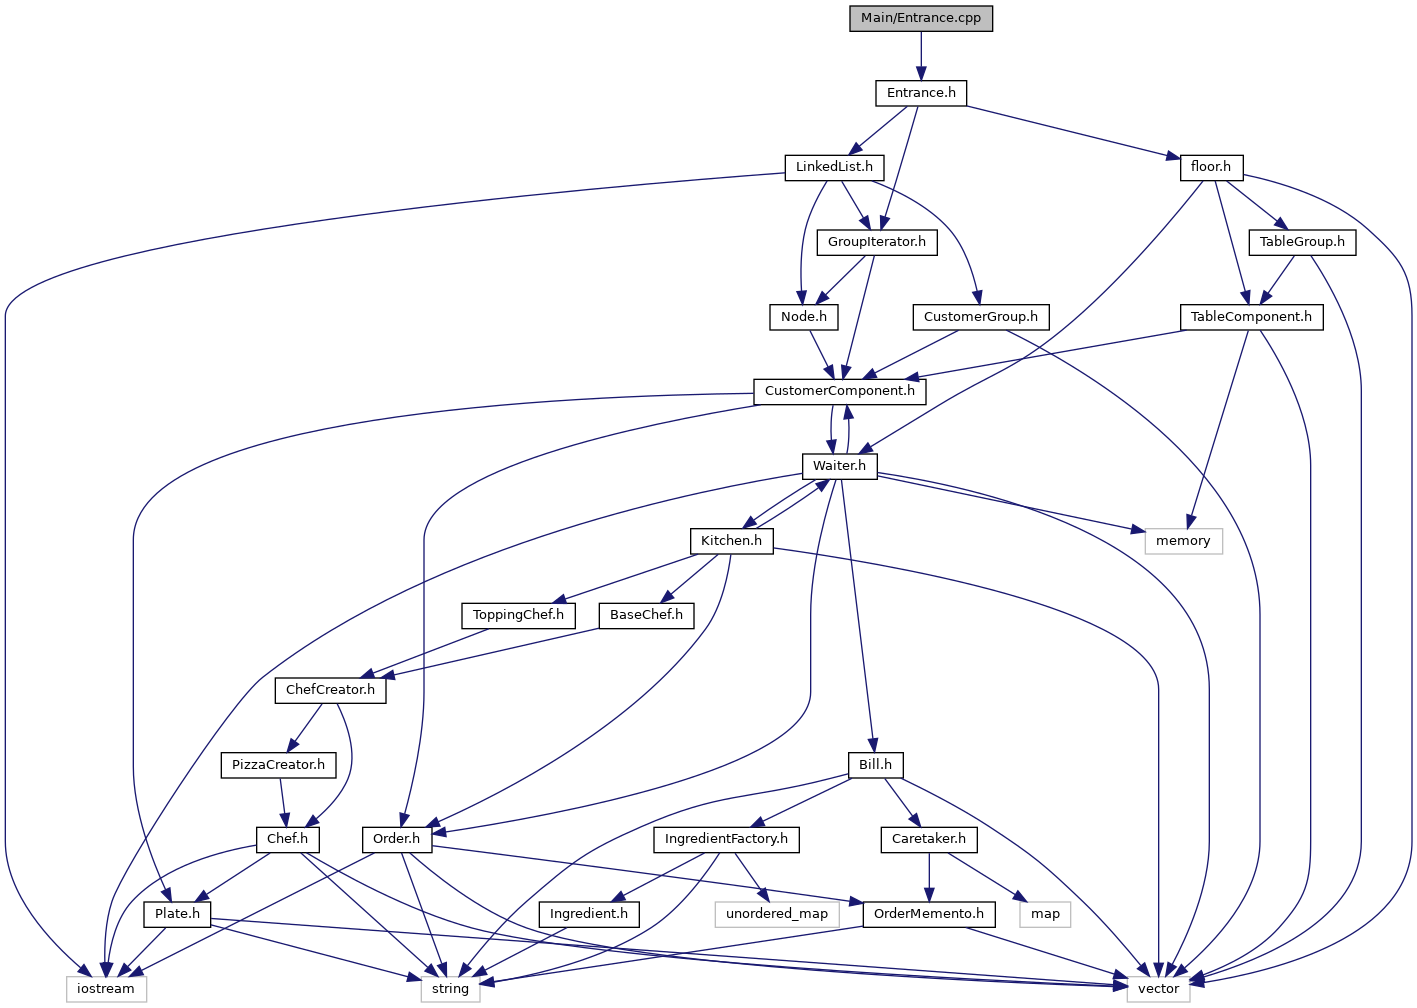 Main/Entrance.cpp
Entrance.h
LinkedList.h
floor.h
GroupIterator.h
TableGroup.h
Node.h
CustomerGroup.h
TableComponent.h
CustomerComponent.h
Waiter.h
Kitchen.h
memory
ToppingChef.h
BaseChef.h
ChefCreator.h
PizzaCreator.h
Bill.h
Chef.h
Order.h
IngredientFactory.h
Caretaker.h
Plate.h
Ingredient.h
unordered_map
OrderMemento.h
map
iostream
string
vector